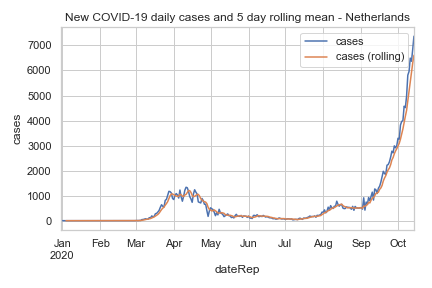 New COVID-19 daily cases and 5 day rolling mean - Netherlands
cases
cases (rolling)
7000
6000
5000
4000
3000
2000
1000
0
cases
Jan Feb Mar Apr May Jun Jul Aug Sep Oct
2020
dateRep